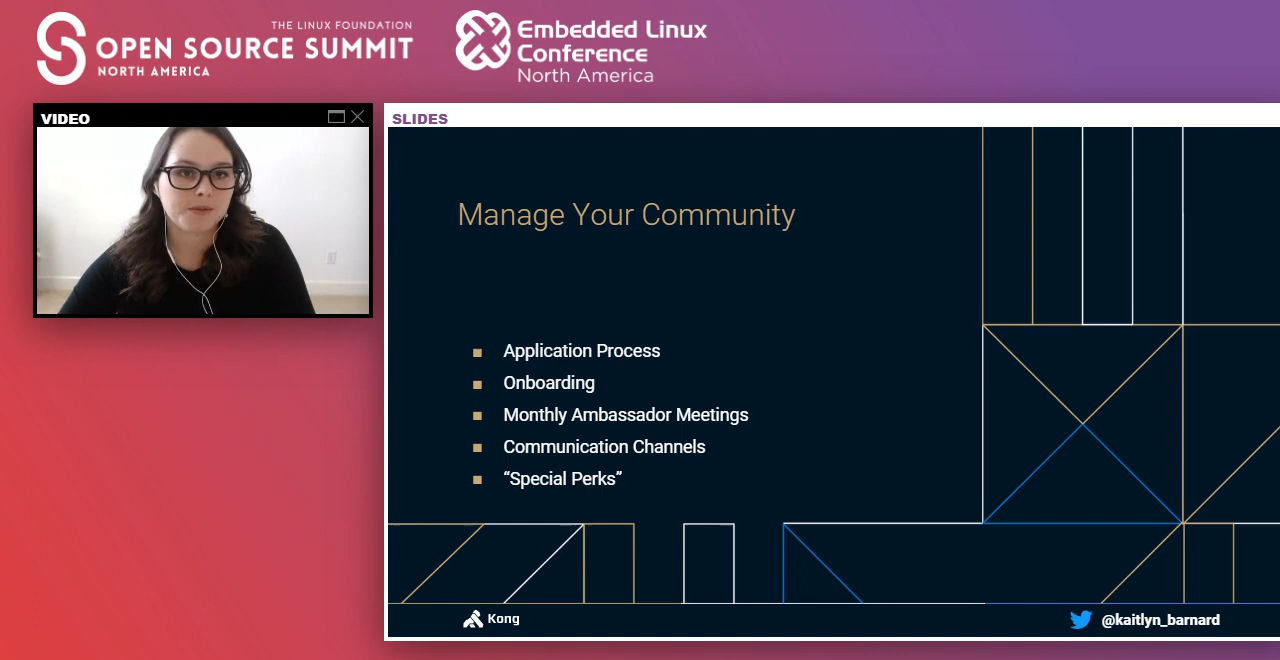 THE LINUX FOUNDATION
OPEN SOURCE SUMMIT
NORTH AMERICA
Embedded Linux
Conference
North America
VIDEO
SLIDES
Manage Your Community
Application Process
Onboarding
Monthly Ambassador Meetings
Communication Channels
“Special Perks”
Kong
@kaitlyn_barnard